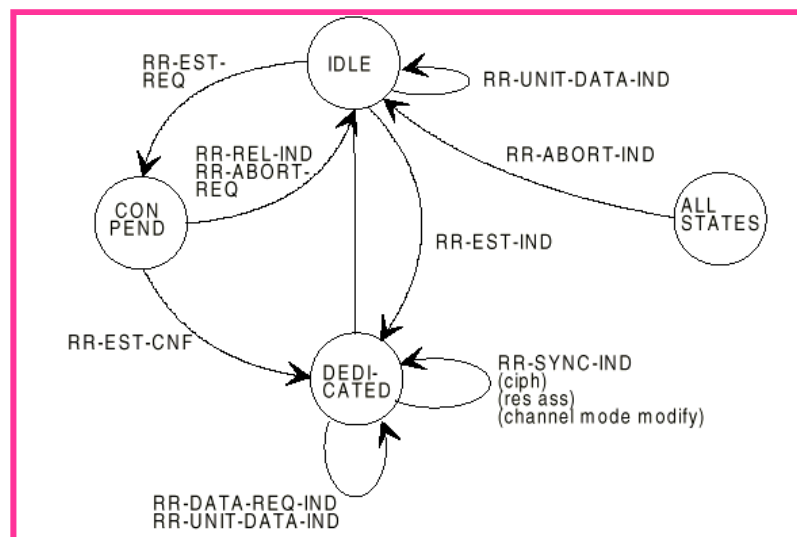 RR-EST-
REQ
IDLE
RR-UNIT-DATA-IND
RR-REL-IND
RR-ABORT-
REQ
RR-ABORT-IND
CON
PEND
ALL
STATES
RR-EST-IND
RR-EST-CNF
DEDI-
CATED
RR-SYNC-IND
(ciph)
(res ass)
(channel mode modify)
RR-DATA-REQ-IND
RR-UNIT-DATA-IND